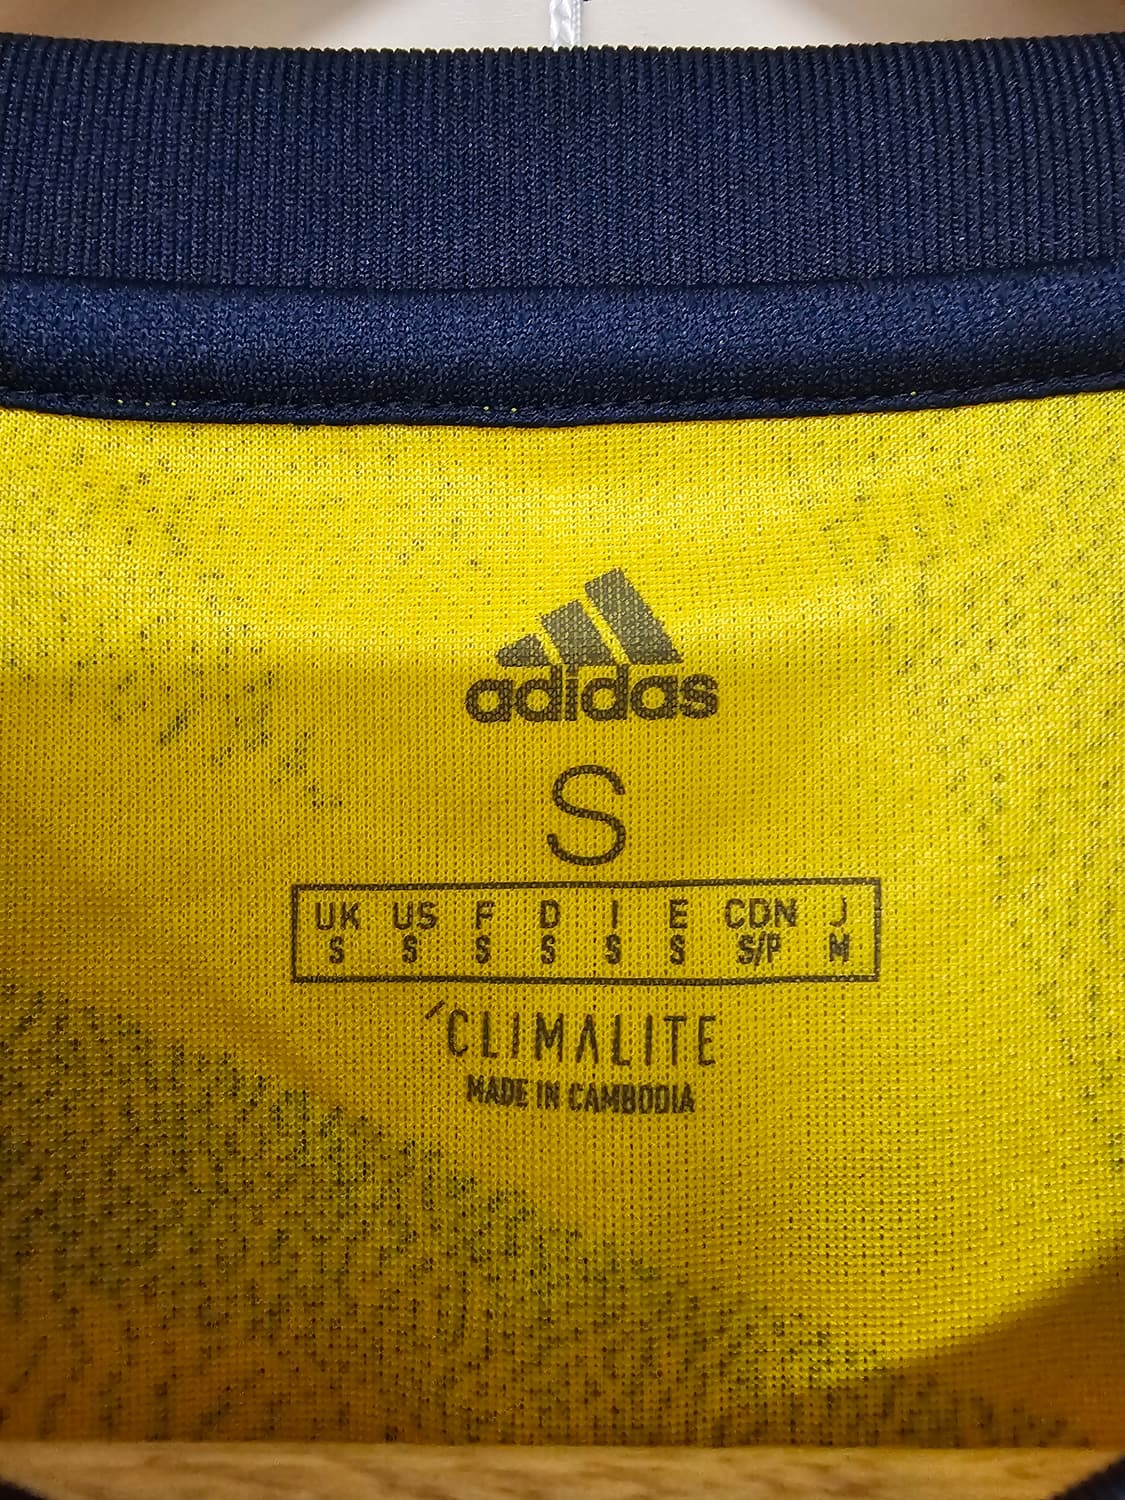 adidas
S
UK US F D I E CDN J
S S S S S S S/P M
´CLIMALITE
MADE IN CAMBODIA